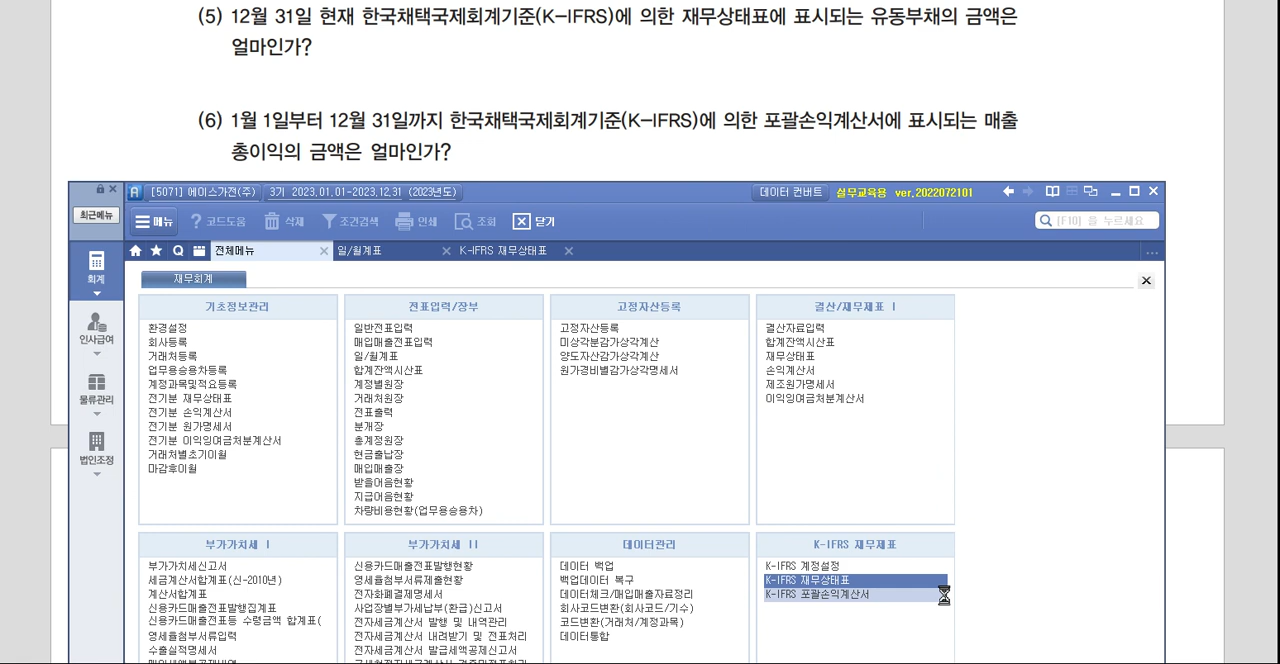 (5) 12월 31일 현재 한국채택국제회계기준(K-IFRS)에 의한 재무상태표에 표시되는 유동부채의 금액은
얼마인가?
(6) 1월 1일부터 12월 31일까지 한국채택국제회계기준(K-IFRS)에 의한 포괄손익계산서에 표시되는 매출
총이익의 금액은 얼마인가?
[5071] 에이스가전(주) 3기 2023.01.01-2023.12.31 (2023년도) 데이터 컨버트 실무교육용 ver.2022072101
최근메뉴 메뉴 ? 코드도움 삭제 조건검색 인쇄 조회 닫기 [F10] 을 누르세요
전체메뉴 일/월계표 K-IFRS 재무상태표
회계
인사급여
물류관리
법인조정
재무회계
기초정보관리
환경설정
회사등록
거래처등록
업무용승용차등록
계정과목및적요등록
전기분 재무상태표
전기분 손익계산서
전기분 원가명세서
전기분 이익잉여금처분계산서
거래처별초기이월
마감후이월
전표입력/장부
일반전표입력
매입매출전표입력
일/월계표
합계잔액시산표
계정별원장
거래처원장
전표출력
분개장
총계정원장
현금출납장
매입매출장
받을어음현황
지급어음현황
차량비용현황(업무용승용차)
고정자산등록
고정자산등록
미상각분감가상각계산
양도자산감가상각계산
원가경비별감가상각명세서
결산/재무제표 I
결산자료입력
합계잔액시산표
재무상태표
손익계산서
제조원가명세서
이익잉여금처분계산서
부가가치세 I
부가가치세신고서
세금계산서합계표(신-2010년)
계산서합계표
신용카드매출전표발행집계표
신용카드매출전표등 수령금액 합계표(
영세율첨부서류입력
수출실적명세서
부가가치세 II
신용카드매출전표발행현황
영세율첨부서류제출현황
전자화폐결제명세서
사업장별부가세납부(환급)신고서
전자세금계산서 발행 및 내역관리
전자세금계산서 내려받기 및 전표처리
전자세금계산서 발급세액공제신고서
데이터관리
데이터 백업
백업데이터 복구
데이터체크/매입매출자료정리
회사코드변환(회사코드/기수)
코드변환(거래처/계정과목)
데이터통합
K-IFRS 재무제표
K-IFRS 계정설정
K-IFRS 재무상태표
K-IFRS 포괄손익계산서